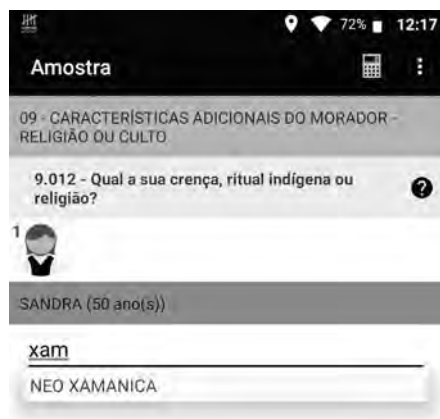 72% 12:17
Amostra
09 - CARACTERÍSTICAS ADICIONAIS DO MORADOR -
RELIGIÃO OU CULTO
9.012 - Qual a sua crença, ritual indígena ou
religião?
1
SANDRA (50 ano(s))
xam
NEO XAMANICA